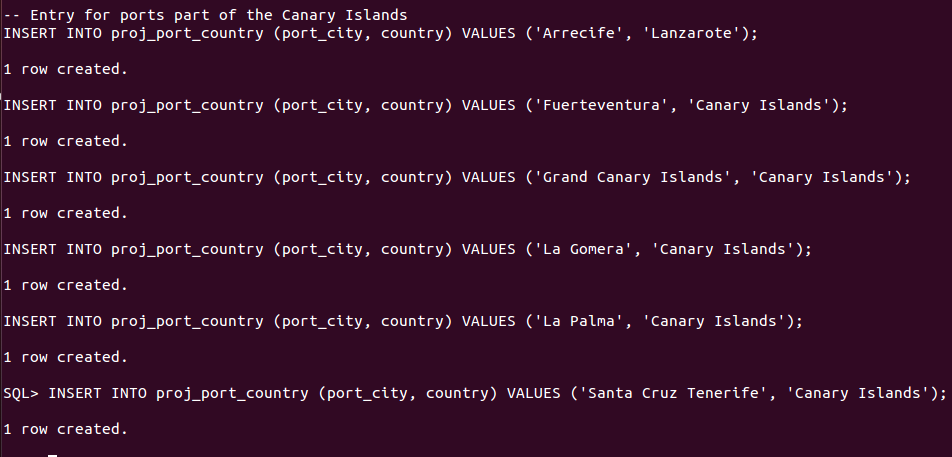 -- Entry for ports part of the Canary Islands
INSERT INTO proj_port_country (port_city, country) VALUES ('Arrecife', 'Lanzarote');
1 row created.
INSERT INTO proj_port_country (port_city, country) VALUES ('Fuerteventura', 'Canary Islands');
1 row created.
INSERT INTO proj_port_country (port_city, country) VALUES ('Grand Canary Islands', 'Canary Islands');
1 row created.
INSERT INTO proj_port_country (port_city, country) VALUES ('La Gomera', 'Canary Islands');
1 row created.
INSERT INTO proj_port_country (port_city, country) VALUES ('La Palma', 'Canary Islands');
1 row created.
SQL> INSERT INTO proj_port_country (port_city, country) VALUES ('Santa Cruz Tenerife', 'Canary Islands');
1 row created.